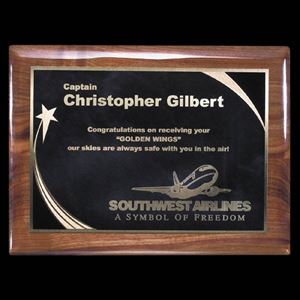 Captain
Christopher Gilbert
Congratulations on receiving your
"GOLDEN WINGS"
our skies are always safe with you in the air!
SOUTHWEST AIRLINES
A SYMBOL OF FREEDOM